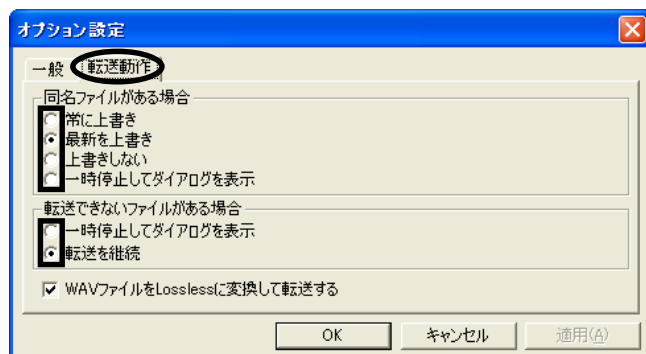 オプション設定
一般 転送動作
同名ファイルがある場合
常に上書き
最新を上書き
上書きしない
一時停止してダイアログを表示
転送できないファイルがある場合
一時停止してダイアログを表示
転送を継続
WAVファイルをLosslessに変換して転送する
OK キャンセル 適用(A)